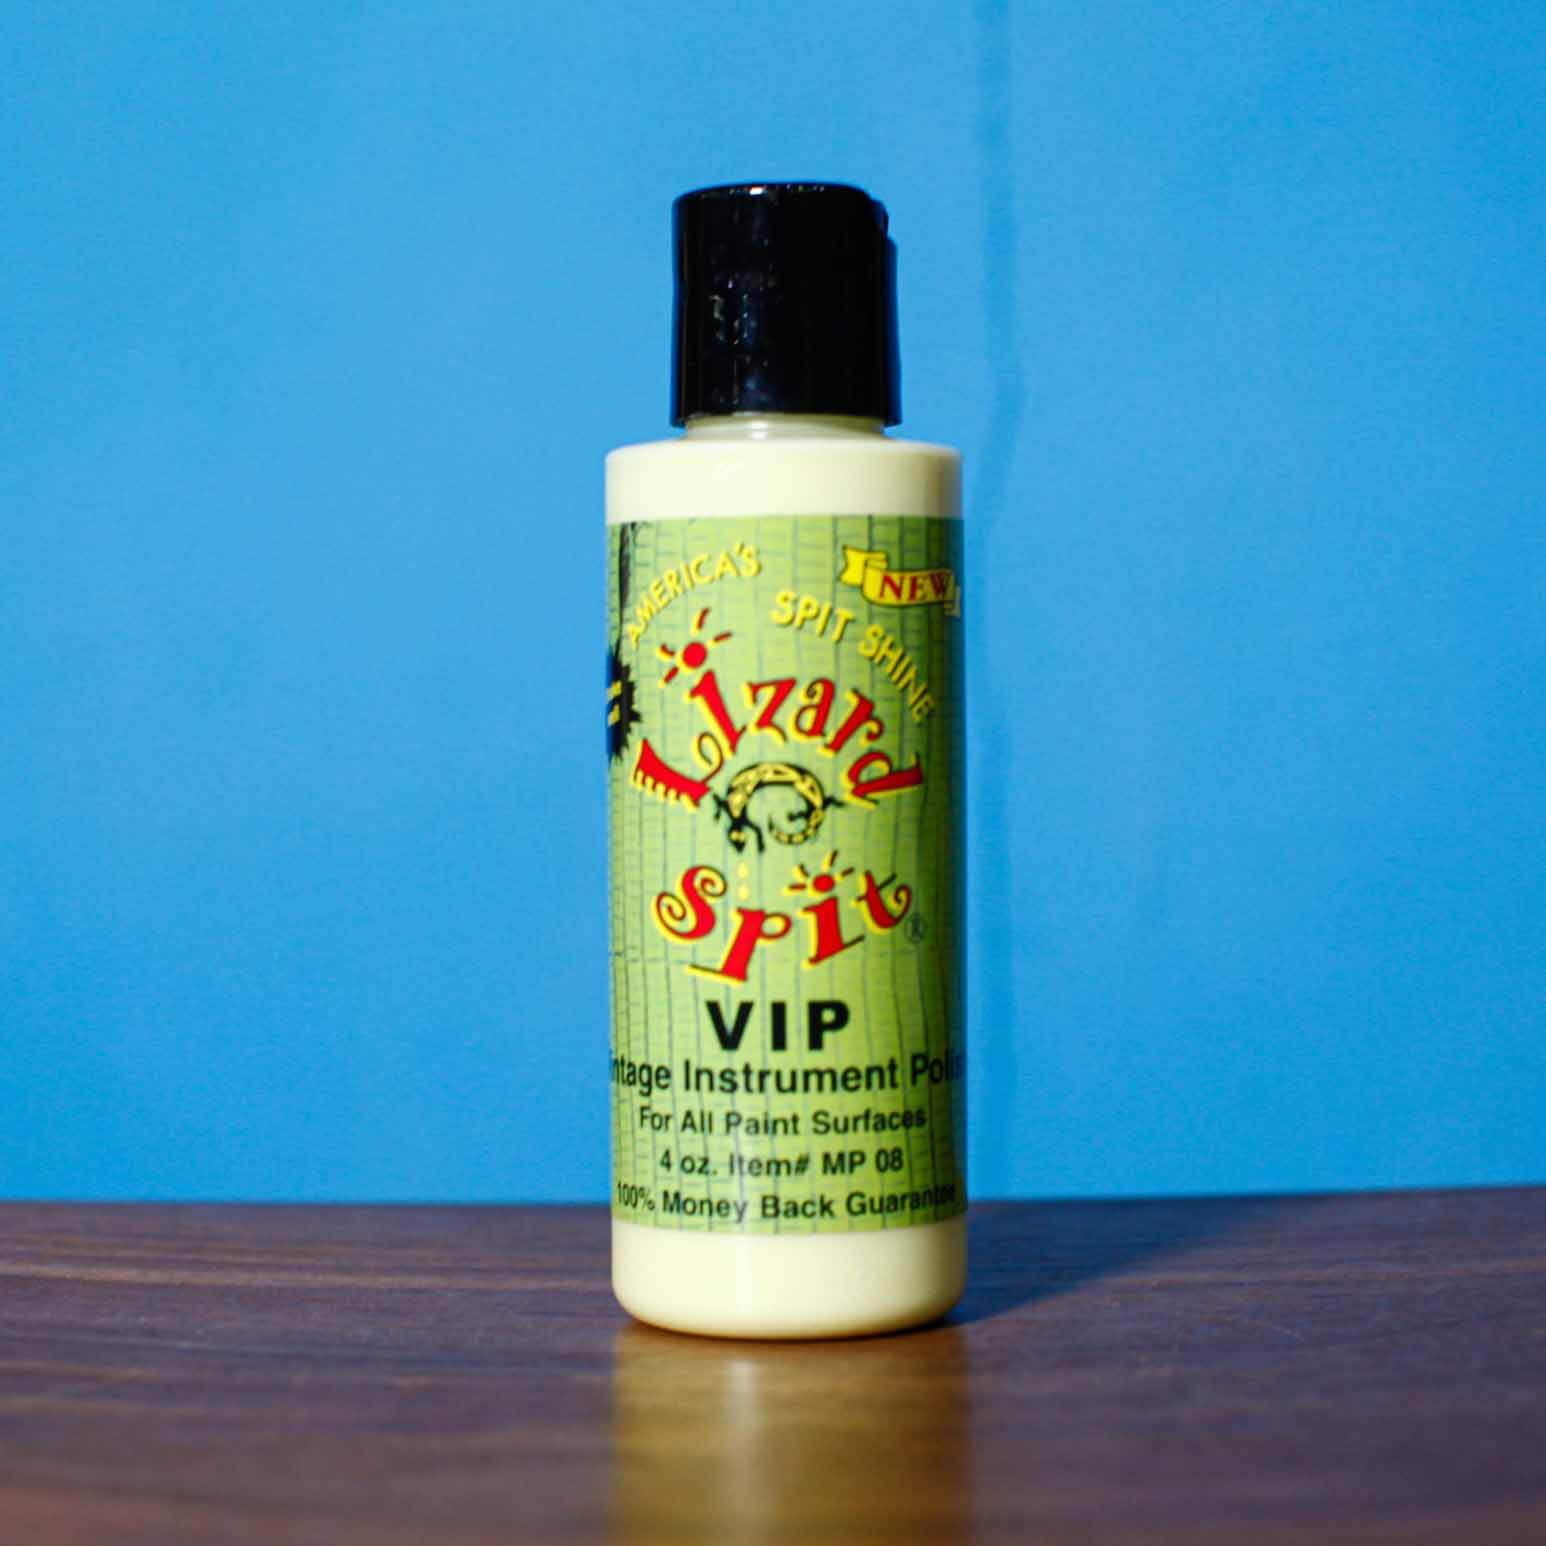 AMERICA'S
SPIT SHINE
NEW
Lizard
Spit®
VIP
intage Instrument Polis
For All Paint Surfaces
4 oz. Item# MP 08
100% Money Back Guarantee